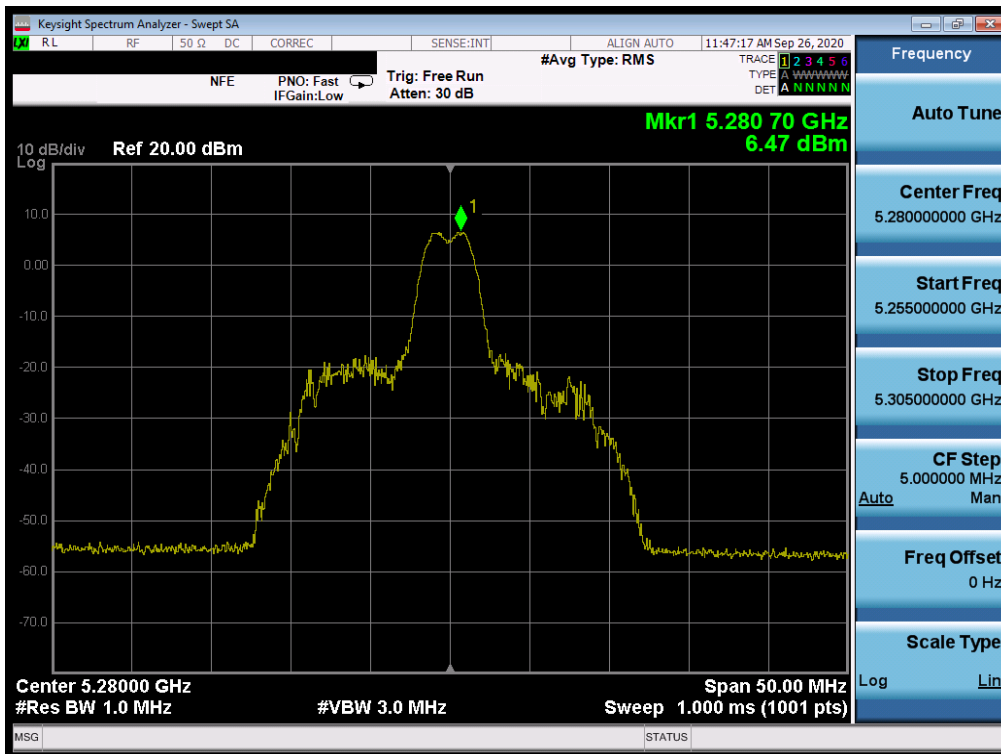 Keysight Spectrum Analyzer - Swept SA
LXI RL RF 50 Ω DC CORREC SENSE:INT ALIGN AUTO 11:47:17 AM Sep 26, 2020
NFE PNO: Fast IFGain:Low Trig: Free Run Atten: 30 dB #Avg Type: RMS
TRACE 1 2 3 4 5 6
TYPE A WWWWW
DET A N N N N N
Mkr1 5.280 70 GHz
6.47 dBm
10 dB/div Ref 20.00 dBm
Log
1
10.0
0.00
-10.0
-20.0
-30.0
-40.0
-50.0
-60.0
-70.0
Center 5.28000 GHz Span 50.00 MHz
#Res BW 1.0 MHz #VBW 3.0 MHz Sweep 1.000 ms (1001 pts)
MSG STATUS
Frequency
Auto Tune
Center Freq
5.280000000 GHz
Start Freq
5.255000000 GHz
Stop Freq
5.305000000 GHz
CF Step
5.000000 MHz
Auto Man
Freq Offset
0 Hz
Scale Type
Log Lin